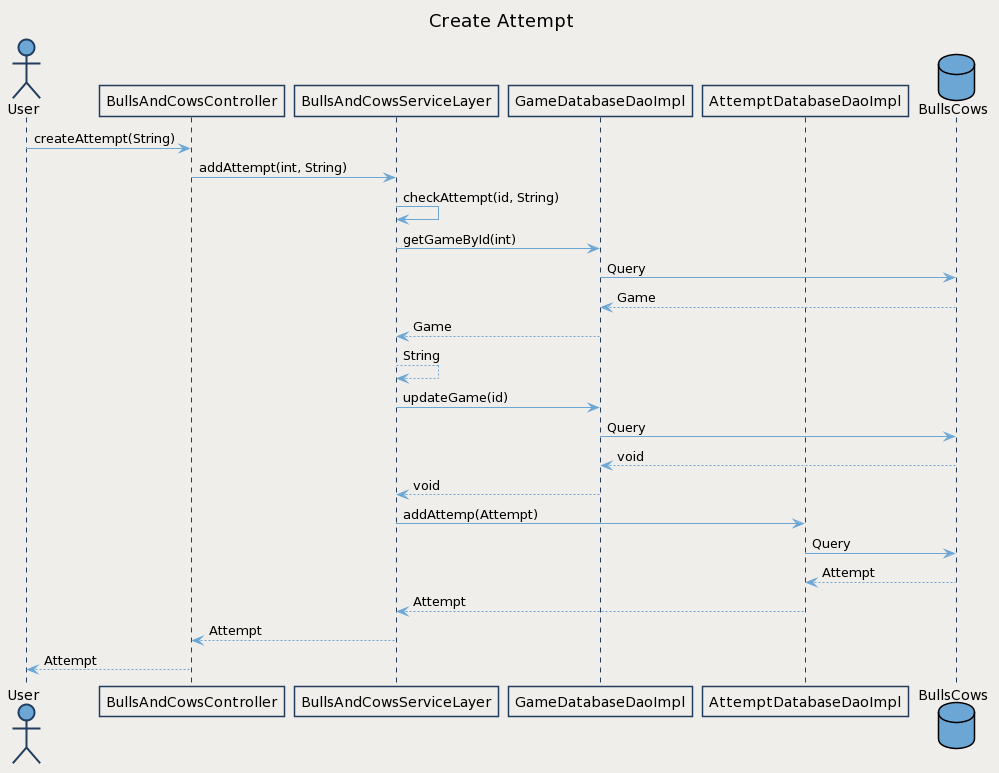 Create Attempt
User
BullsAndCowsController
BullsAndCowsServiceLayer
GameDatabaseDaoImpl
AttemptDatabaseDaoImpl
BullsCows
createAttempt(String)
addAttempt(int, String)
checkAttempt(id, String)
getGameById(int)
Query
Game
Game
String
updateGame(id)
Query
void
void
addAttemp(Attempt)
Query
Attempt
Attempt
Attempt
Attempt
User
BullsAndCowsController
BullsAndCowsServiceLayer
GameDatabaseDaoImpl
AttemptDatabaseDaoImpl
BullsCows